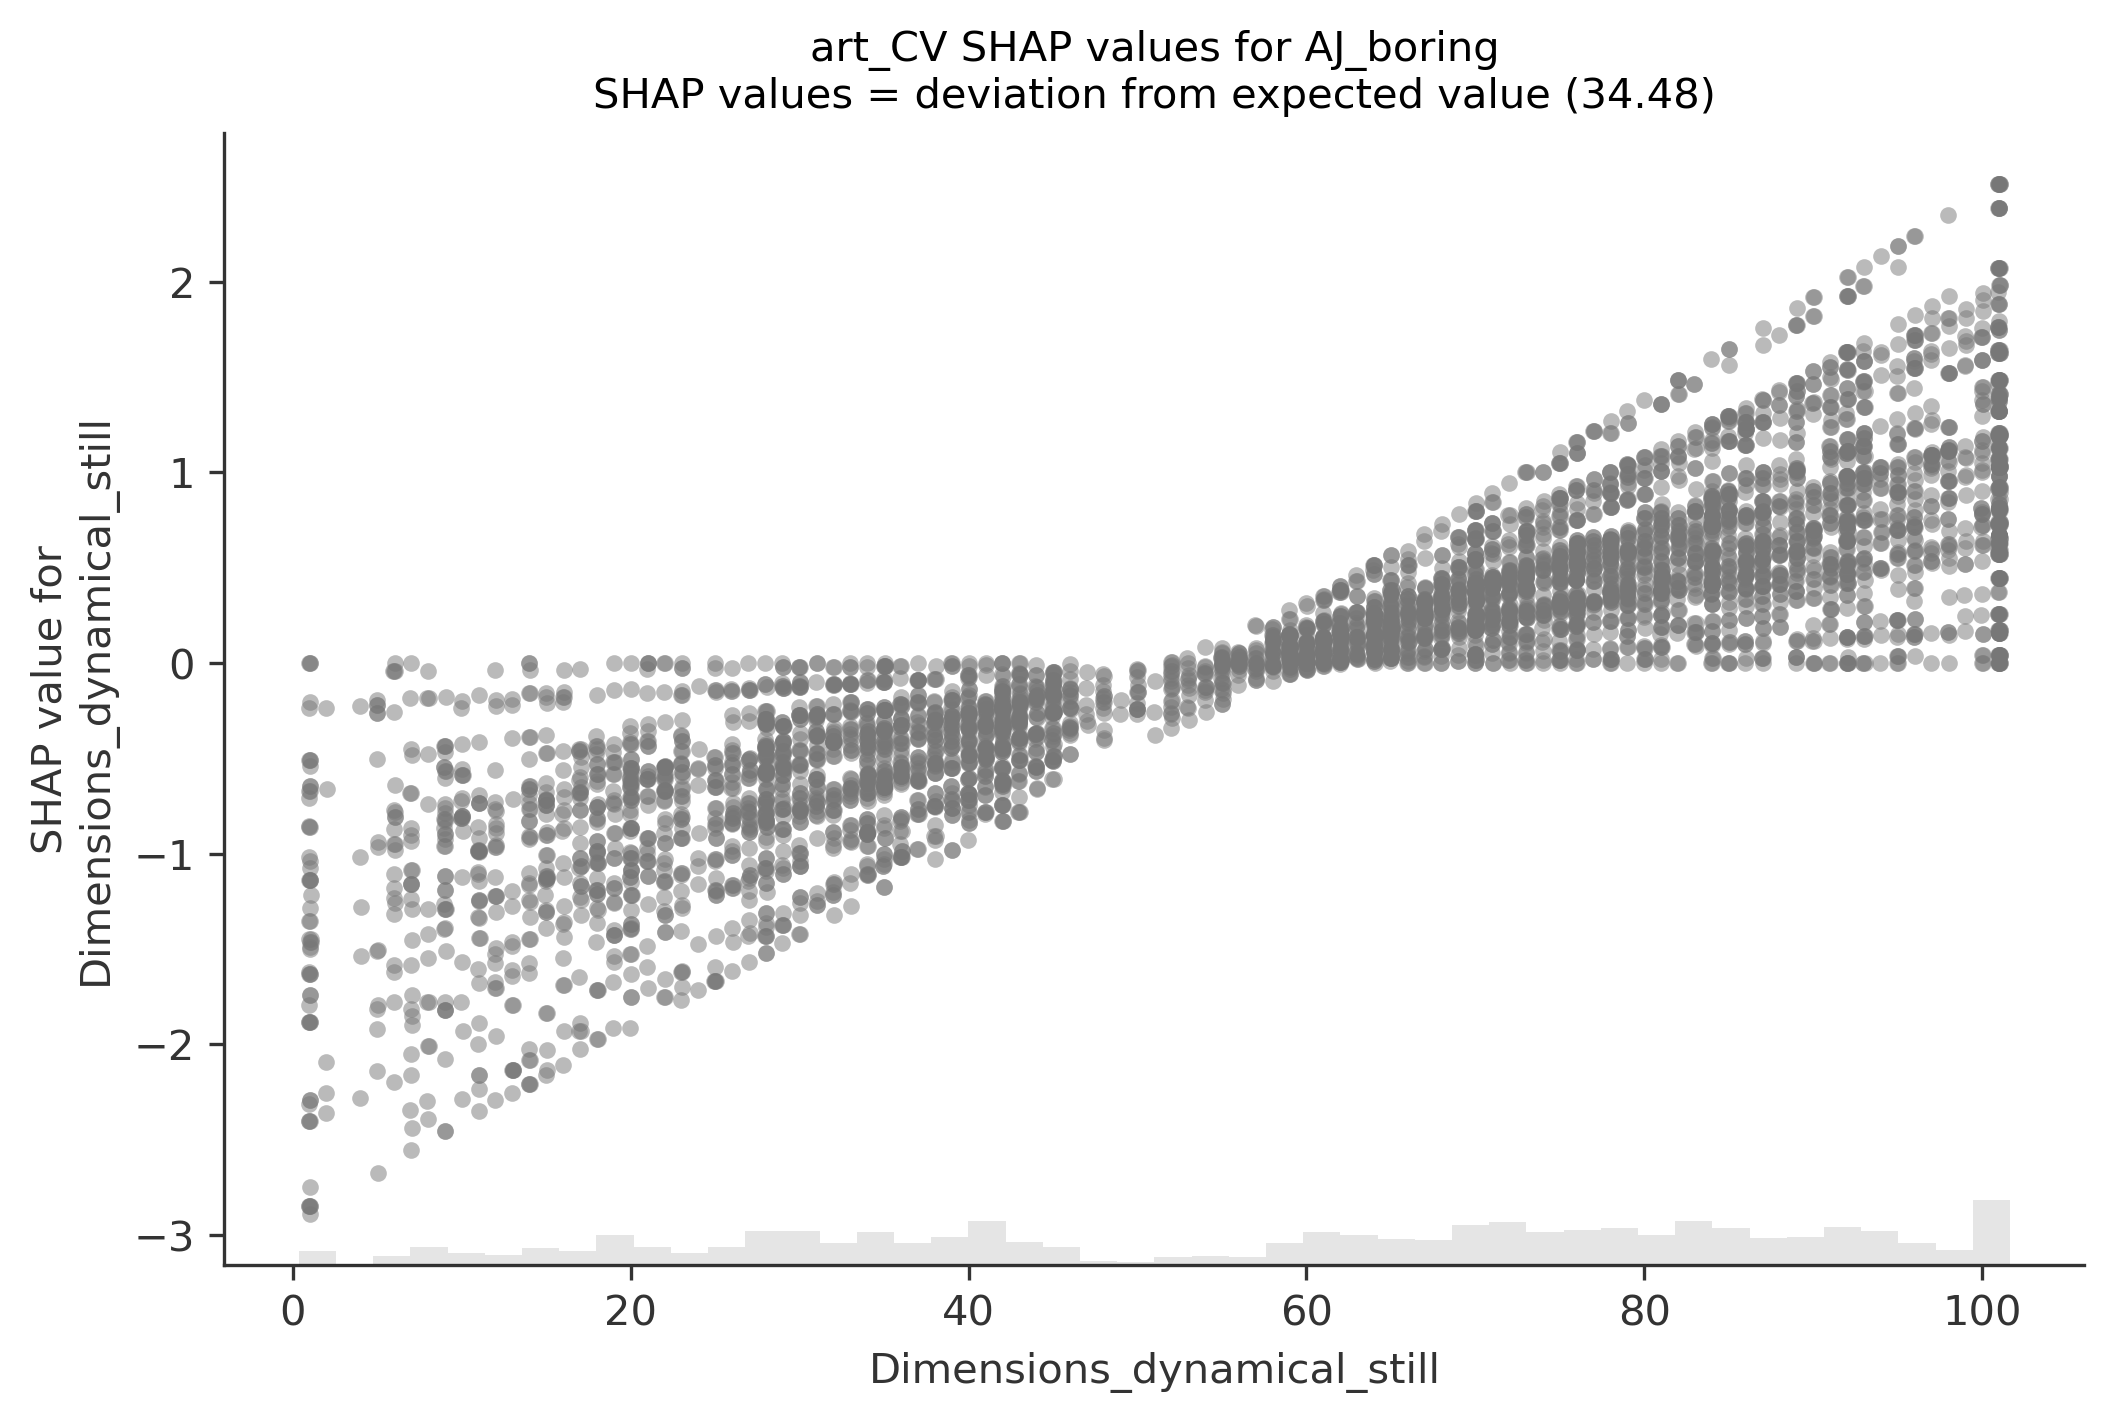 art_CV SHAP values for AJ_boring
SHAP values = deviation from expected value (34.48)
SHAP value for
Dimensions_dynamical_still
2
1
0
−1
−2
−3
0
20
40
60
80
100
Dimensions_dynamical_still